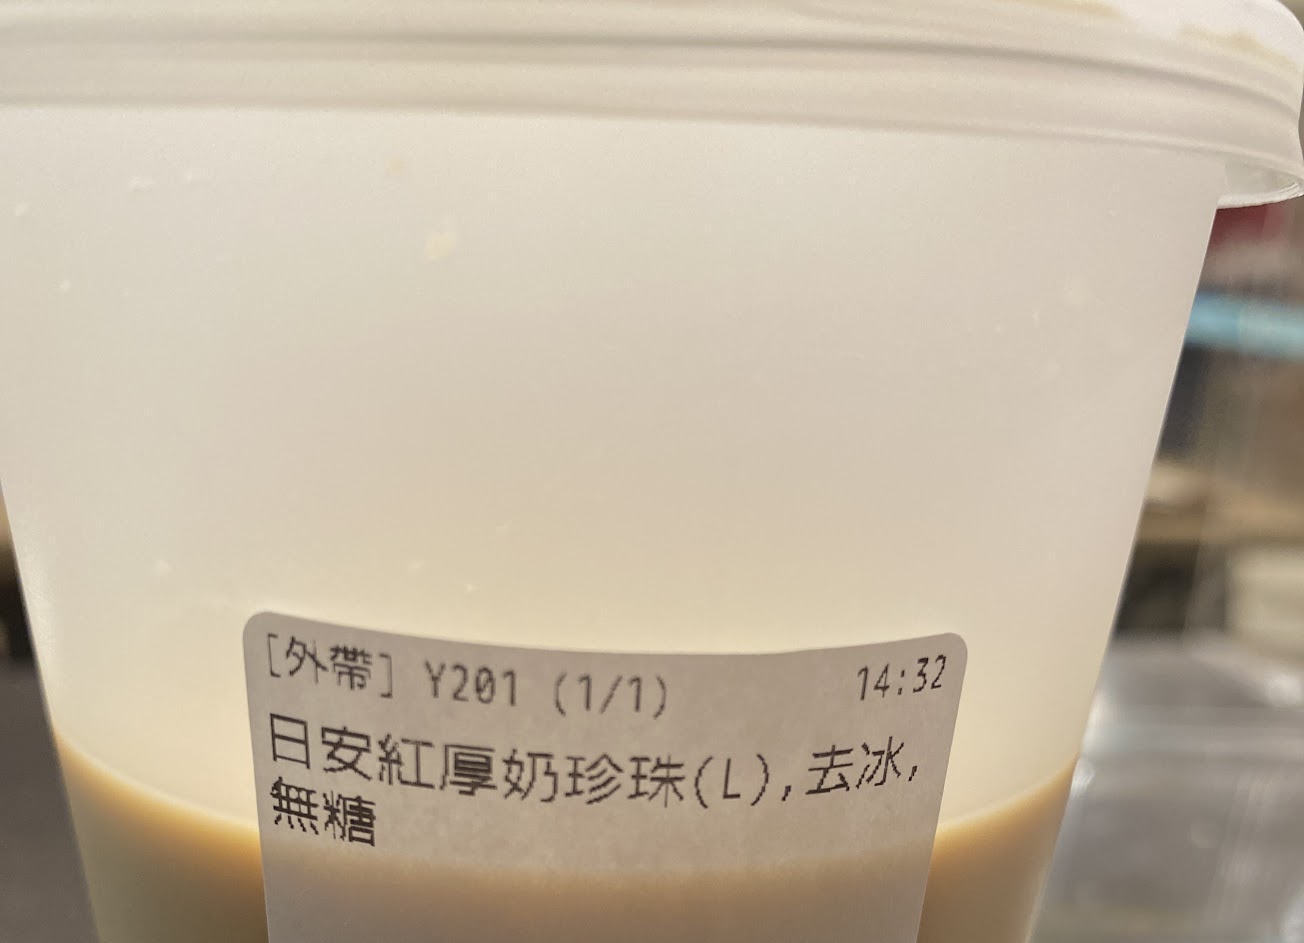 [外帶] Y201 (1/1) 14:32
日安紅厚奶珍珠(L),去冰,
無糖